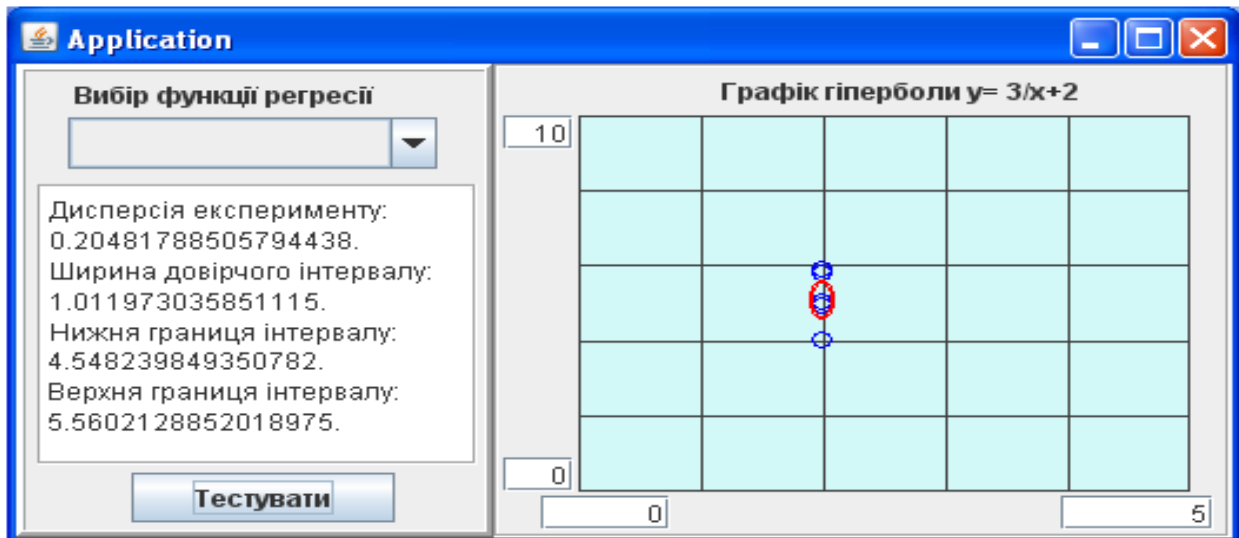 Application
Вибір функції регресії
Дисперсія експерименту:
0.20481788505794438.
Ширина довірчого інтервалу:
1.011973035851115.
Нижня границя інтервалу:
4.548239849350782.
Верхня границя інтервалу:
5.5602128852018975.
Тестувати
Графік гіперболи y= 3/x+2
10
0
0
5